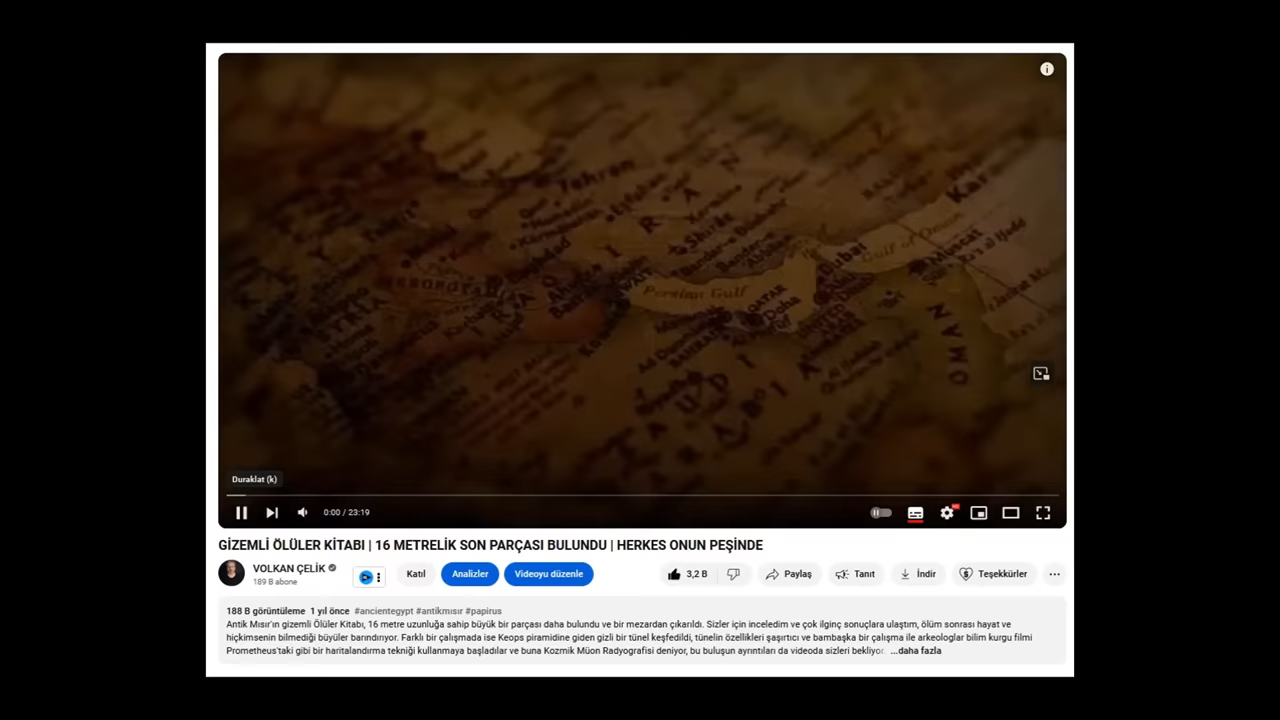 Tehran
Esfahan
I R A N
Shiraz
Baghdad
Dubai
Gulf of Oman
Muscat
Persian Gulf
QATAR
Doha
SYRIA
OMAN
Duraklat (k)
0:00 / 23:19
GİZEMLİ ÖLÜLER KİTABI | 16 METRELİK SON PARÇASI BULUNDU | HERKES ONUN PEŞİNDE
VOLKAN ÇELİK
189 B abone
Katıl
Analizler
Videoyu düzenle
3,2 B
Paylaş
Tanıt
İndir
Teşekkürler
188 B görüntüleme 1 yıl önce #ancientegypt #antikmısır #papirus
Antik Mısır'ın gizemli Ölüler Kitabı, 16 metre uzunluğa sahip büyük bir parçası daha bulundu ve bir mezardan çıkarıldı. Sizler için inceledim ve çok ilginç sonuçlara ulaştım, ölüm sonrası hayat ve
hiçkimsenin bilmediği büyüler barındırıyor. Farklı bir çalışmada ise Keops piramidine giden gizli bir tünel keşfedildi, tünelin özellikleri şaşırtıcı ve bambaşka bir çalışma ile arkeologlar bilim kurgu filmi
Prometheus'taki gibi bir haritalandırma tekniği kullanmaya başladılar ve buna Kozmik Müon Radyografisi deniyor, bu buluşun ayrıntıları da videoda sizleri bekliyor. ...daha fazla